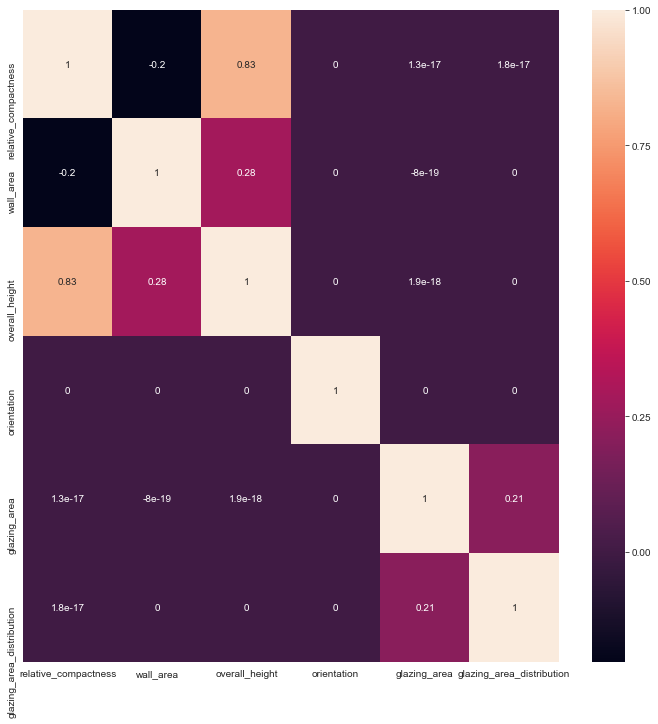 relative_compactness 1 -0.2 0.83 0 1.3e-17 1.8e-17
wall_area -0.2 1 0.28 0 -8e-19 0
overall_height 0.83 0.28 1 0 1.9e-18 0
orientation 0 0 0 1 0 0
glazing_area 1.3e-17 -8e-19 1.9e-18 0 1 0.21
glazing_area_distribution 1.8e-17 0 0 0 0.21 1
relative_compactness wall_area overall_height orientation glazing_area glazing_area_distribution
1.00
0.75
0.50
0.25
0.00